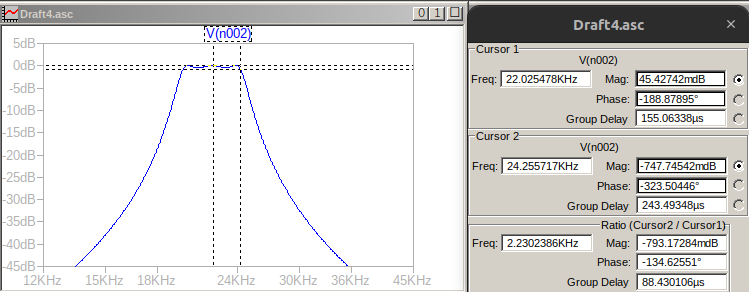 Draft4.asc
0 1
V(n002)
5dB
0dB
-5dB
-10dB
-15dB
-20dB
-25dB
-30dB
-35dB
-40dB
-45dB
12KHz 15KHz 18KHz 24KHz 30KHz 36KHz 45KHz
Draft4.asc ×
Cursor 1
V(n002)
Freq: 22.025478KHz Mag: 45.42742mdB
Phase: -188.87895°
Group Delay 155.06338µs
Cursor 2
V(n002)
Freq: 24.255717KHz Mag: -747.74542mdB
Phase: -323.50446°
Group Delay 243.49348µs
Ratio (Cursor2 / Cursor1)
Freq: 2.2302386KHz Mag: -793.17284mdB
Phase: -134.62551°
Group Delay 88.430106µs